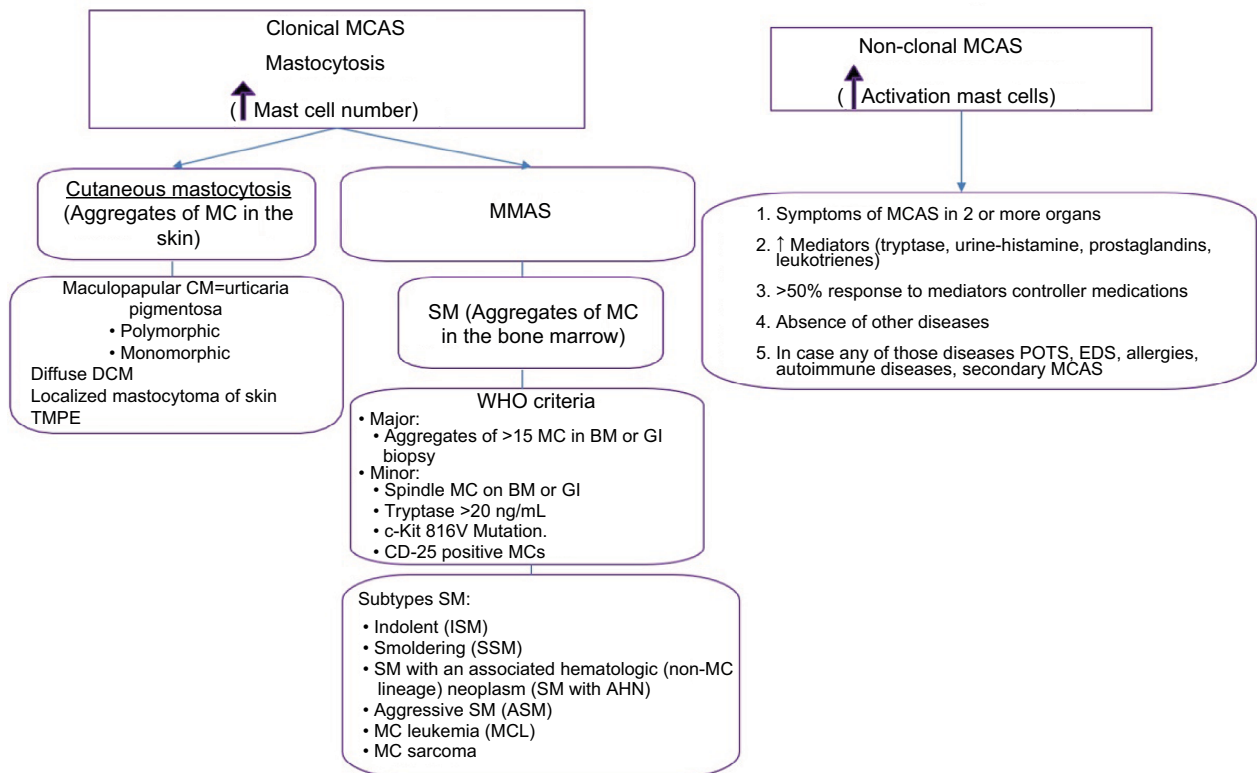 Clonical MCAS
Mastocytosis
(↑ Mast cell number)
Non-clonal MCAS
(↑ Activation mast cells)
Cutaneous mastocytosis
(Aggregates of MC in the
skin)
MMAS
Maculopapular CM=urticaria
pigmentosa
• Polymorphic
• Monomorphic
Diffuse DCM
Localized mastocytoma of skin
TMPE
SM (Aggregates of MC
in the bone marrow)
WHO criteria
• Major:
• Aggregates of >15 MC in BM or GI
biopsy
• Minor:
• Spindle MC on BM or GI
• Tryptase >20 ng/mL
• c-Kit 816V Mutation.
• CD-25 positive MCs
Subtypes SM:
• Indolent (ISM)
• Smoldering (SSM)
• SM with an associated hematologic (non-MC
lineage) neoplasm (SM with AHN)
• Aggressive SM (ASM)
• MC leukemia (MCL)
• MC sarcoma
1. Symptoms of MCAS in 2 or more organs
2. ↑ Mediators (tryptase, urine-histamine, prostaglandins,
leukotrienes)
3. >50% response to mediators controller medications
4. Absence of other diseases
5. In case any of those diseases POTS, EDS, allergies,
autoimmune diseases, secondary MCAS